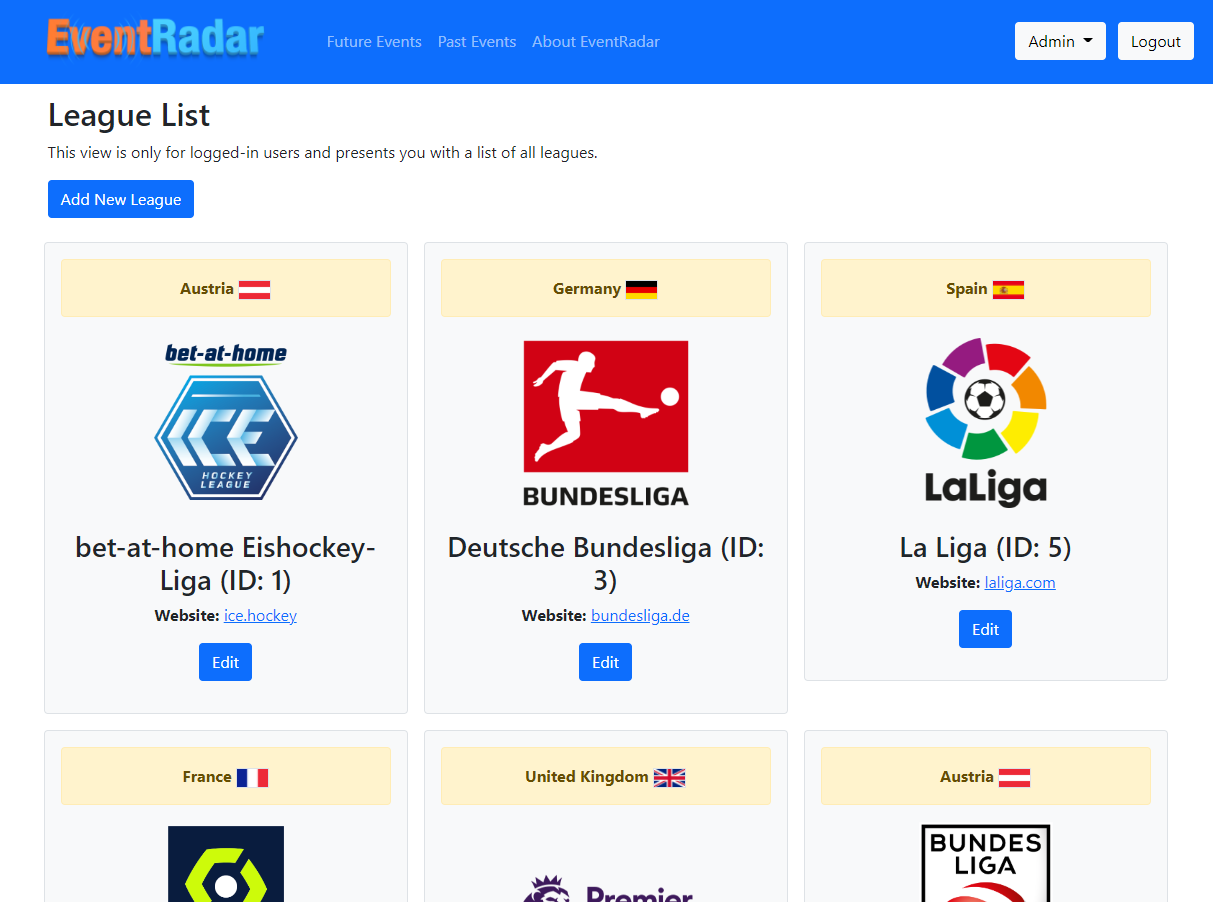 EventRadar
Future Events Past Events About EventRadar
Admin Logout
League List
This view is only for logged-in users and presents you with a list of all leagues.
Add New League
Austria
bet-at-home
ICE
HOCKEY
LEAGUE
bet-at-home Eishockey-
Liga (ID: 1)
Website: ice.hockey
Edit
Germany
BUNDESLIGA
Deutsche Bundesliga (ID:
3)
Website: bundesliga.de
Edit
Spain
LaLiga
La Liga (ID: 5)
Website: laliga.com
Edit
France
United Kingdom
Premier
Austria
BUNDES
LIGA